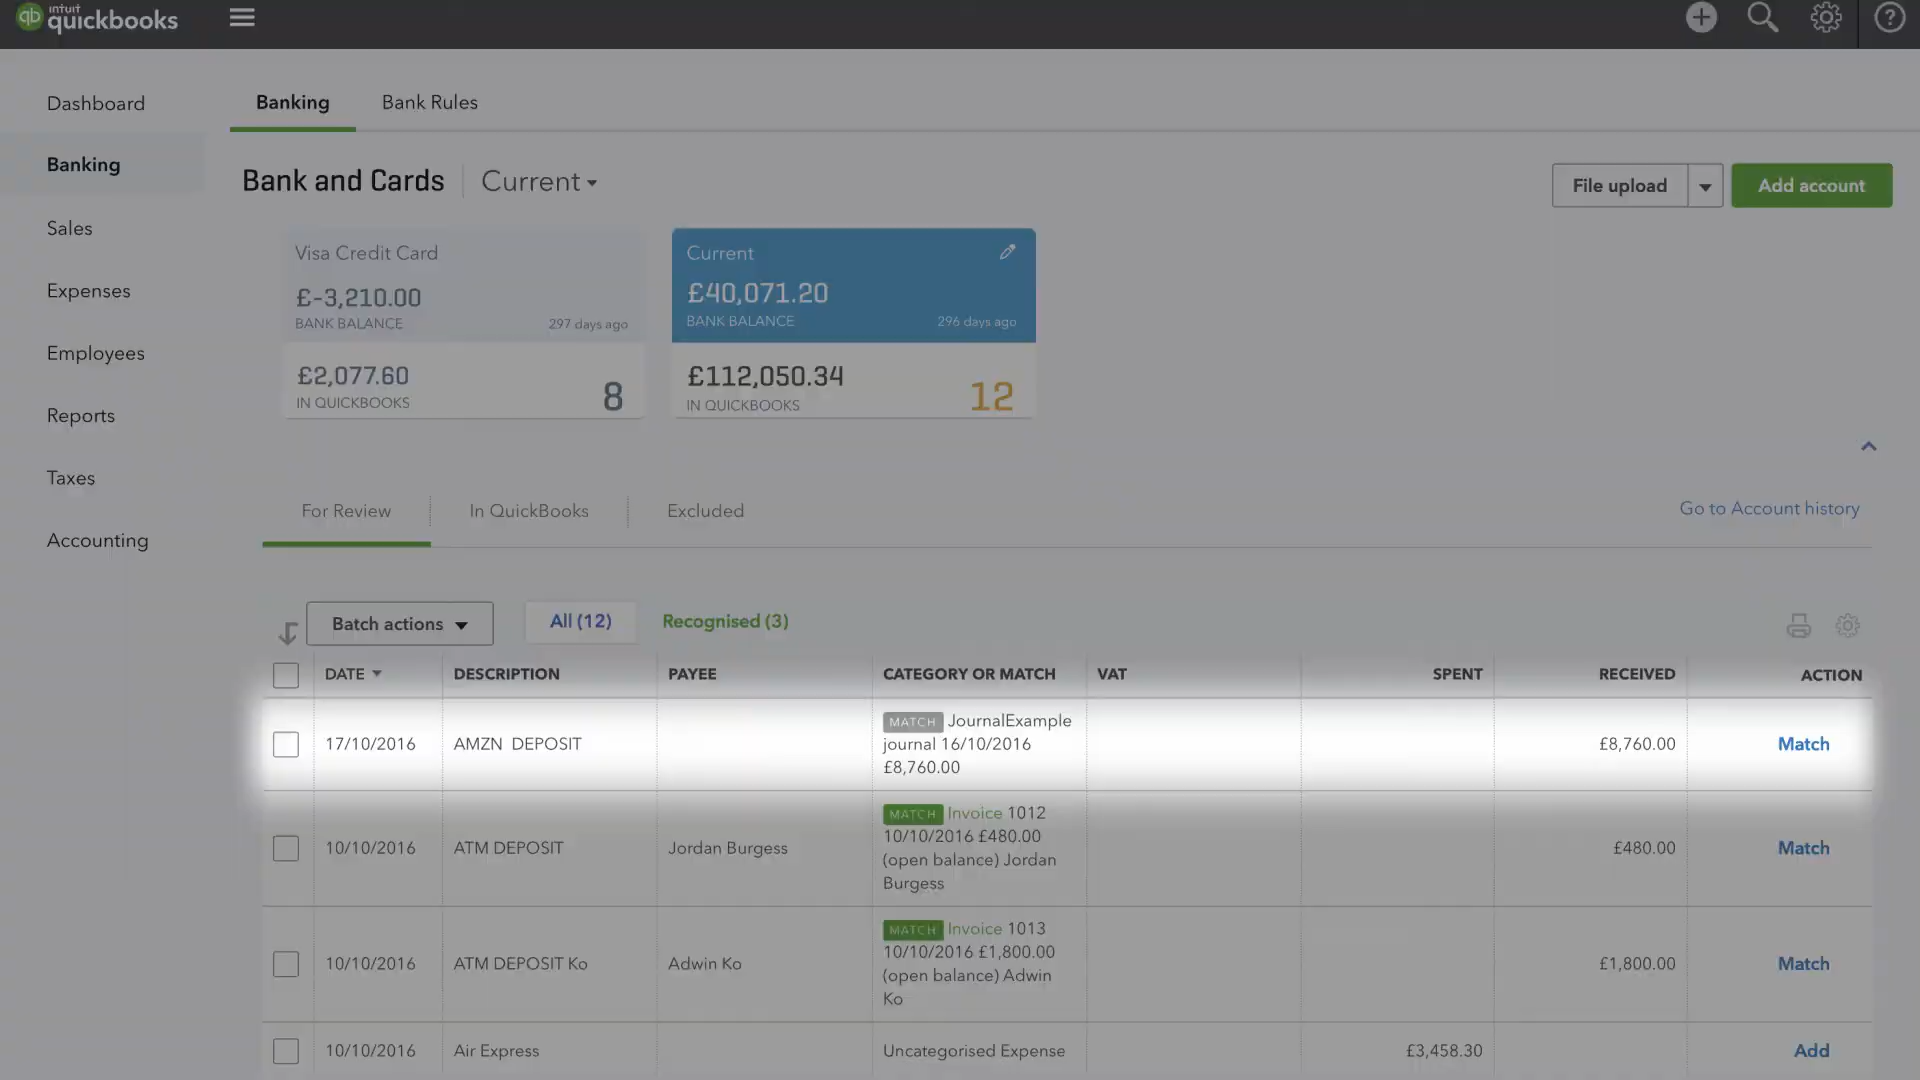 intuit
quickbooks
Dashboard
Banking
Sales
Expenses
Employees
Reports
Taxes
Accounting
Banking
Bank Rules
Bank and Cards
Current
File upload
Add account
Visa Credit Card
£-3,210.00
BANK BALANCE
297 days ago
£2,077.60
IN QUICKBOOKS
8
Current
£40,071.20
BANK BALANCE
296 days ago
£112,050.34
IN QUICKBOOKS
12
For Review
In QuickBooks
Excluded
Go to Account history
Batch actions
All (12)
Recognised (3)
DATE DESCRIPTION PAYEE CATEGORY OR MATCH VAT SPENT RECEIVED ACTION
17/10/2016 AMZN DEPOSIT MATCH JournalExample
journal 16/10/2016
£8,760.00
£8,760.00 Match
10/10/2016 ATM DEPOSIT Jordan Burgess MATCH Invoice 1012
10/10/2016 £480.00
(open balance) Jordan
Burgess
£480.00 Match
10/10/2016 ATM DEPOSIT Ko Adwin Ko MATCH Invoice 1013
10/10/2016 £1,800.00
(open balance) Adwin
Ko
£1,800.00 Match
10/10/2016 Air Express Uncategorised Expense £3,458.30 Add